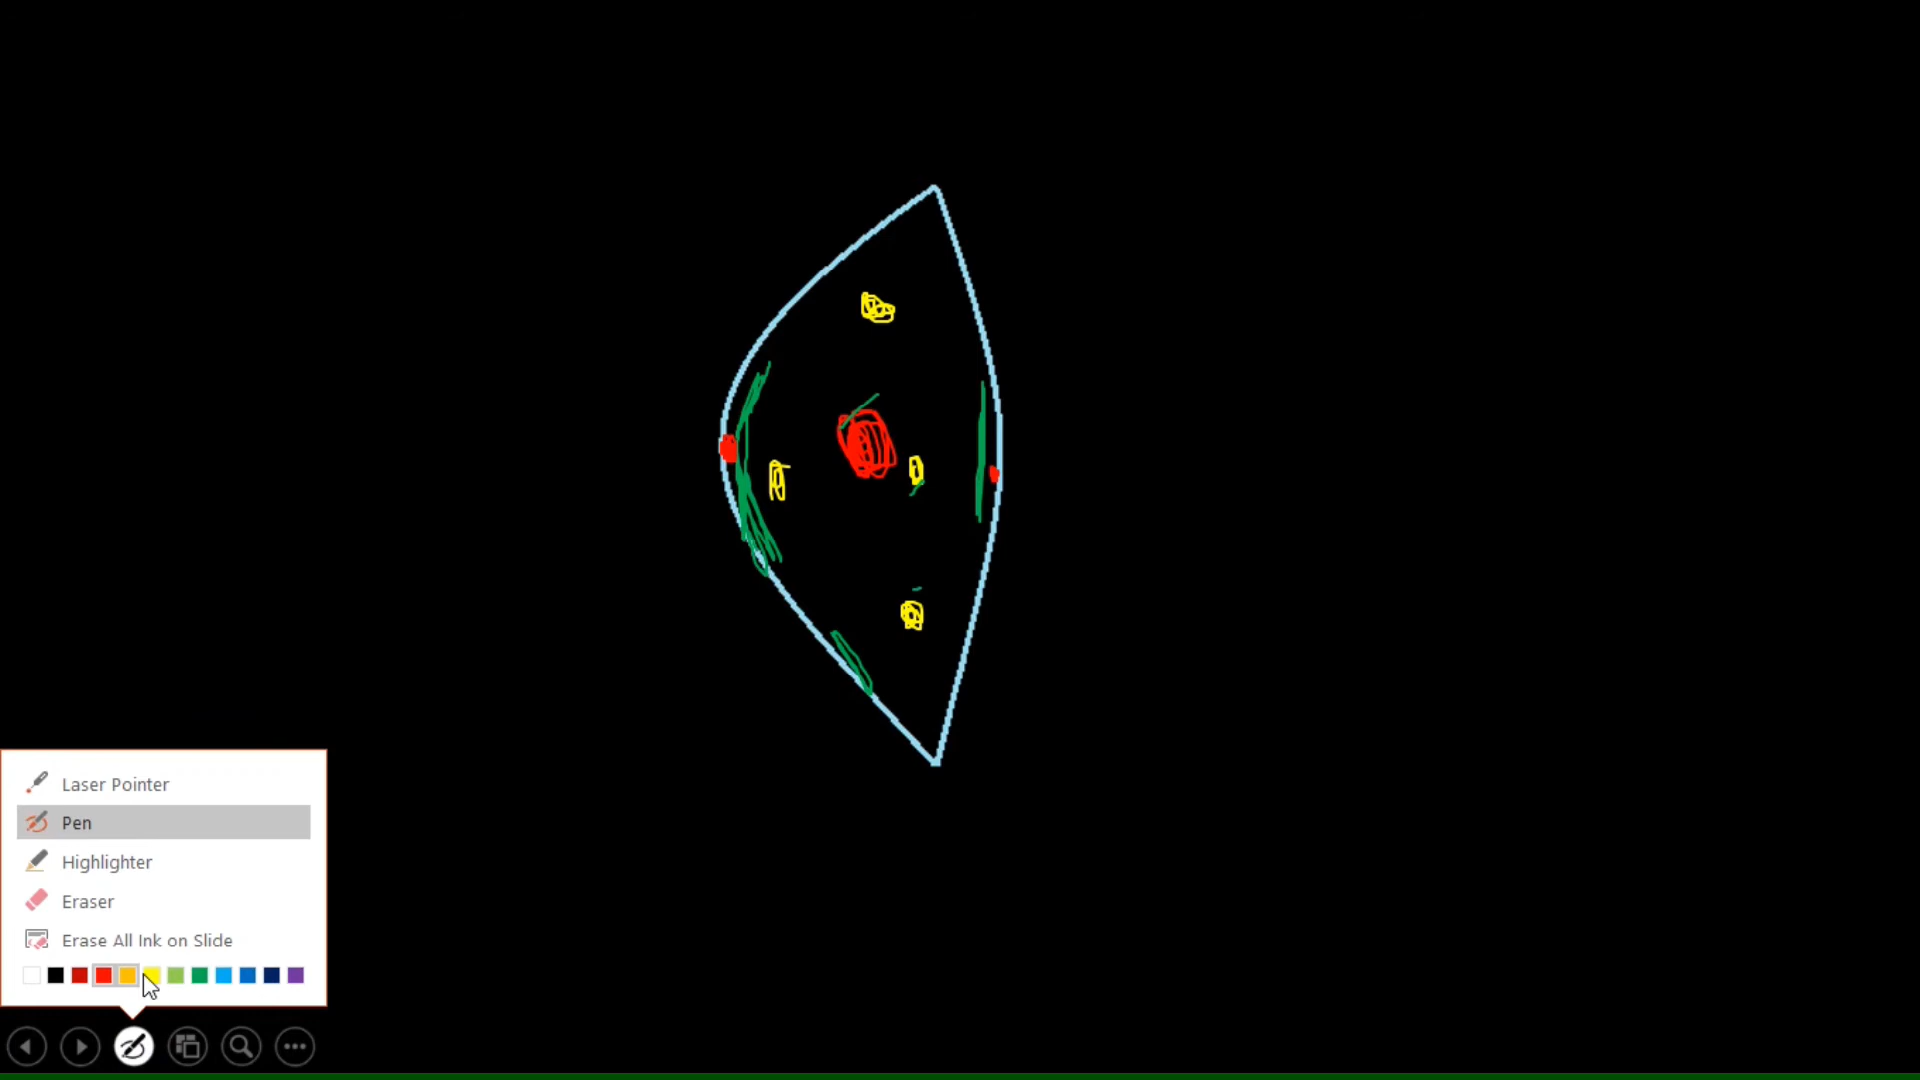 Laser Pointer
Pen
Highlighter
Eraser
Erase All Ink on Slide